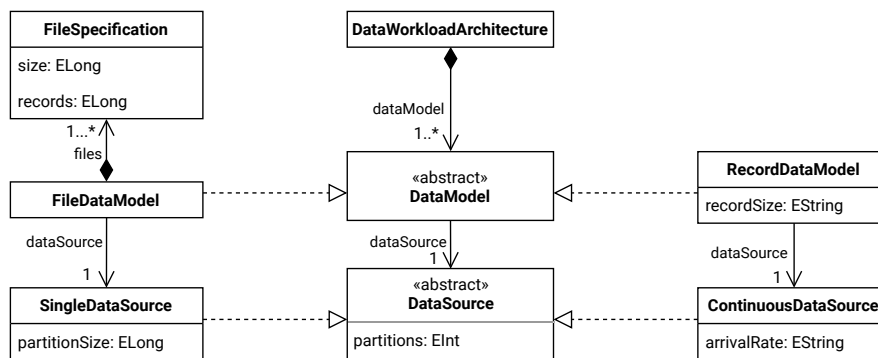 FileSpecification
size: ELong
records: ELong
1...*
files
FileDataModel
dataSource
1
SingleDataSource
partitionSize: ELong
DataWorkloadArchitecture
dataModel
1..*
«abstract»
DataModel
dataSource
1
«abstract»
DataSource
partitions: EInt
RecordDataModel
recordSize: EString
dataSource
1
ContinuousDataSource
arrivalRate: EString